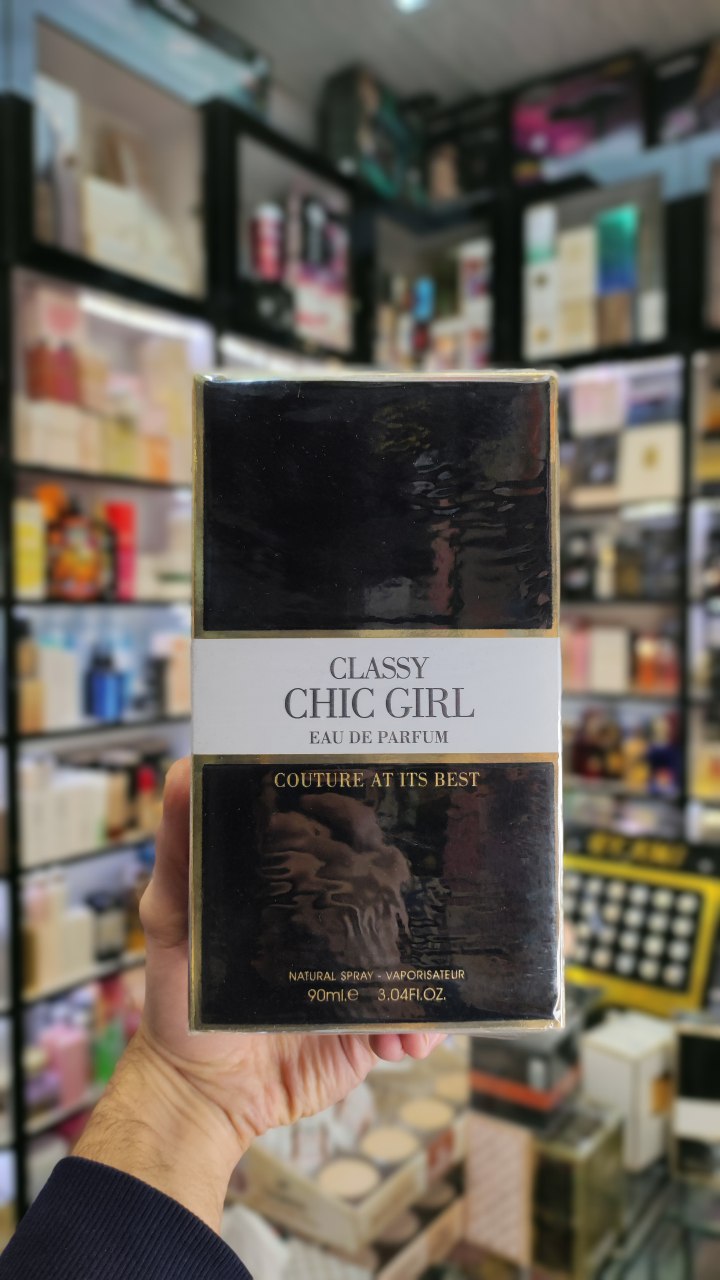 CLASSY
CHIC GIRL
EAU DE PARFUM
COUTURE AT ITS BEST
NATURAL SPRAY - VAPORISATEUR
90ml.e 3.04Fl.OZ.